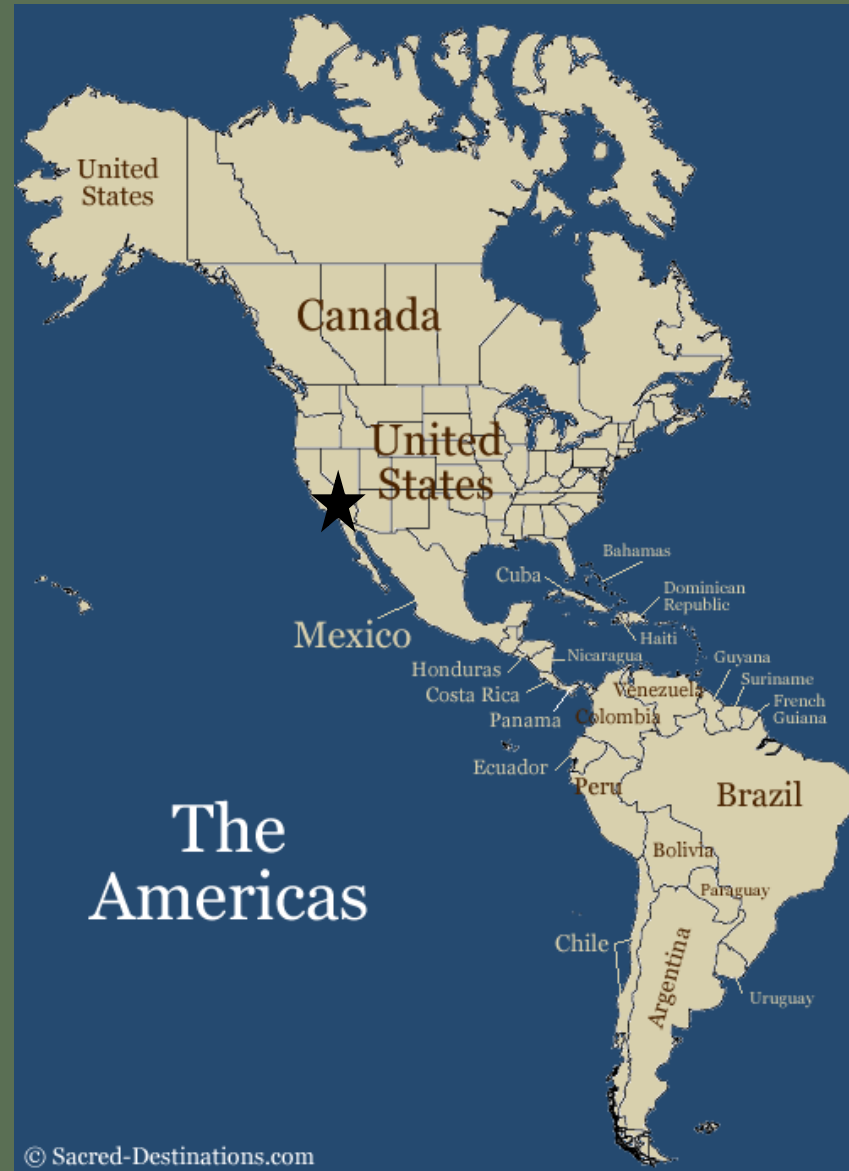 United
States
Canada
United
States
Bahamas
Cuba
Dominican
Republic
Haiti
Mexico
Nicaragua
Honduras
Guyana
Costa Rica
Suriname
Venezuela
French
Guiana
Panama
Colombia
Ecuador
Peru
Brazil
The
Americas
Bolivia
Paraguay
Chile
Argentina
Uruguay
© Sacred-Destinations.com